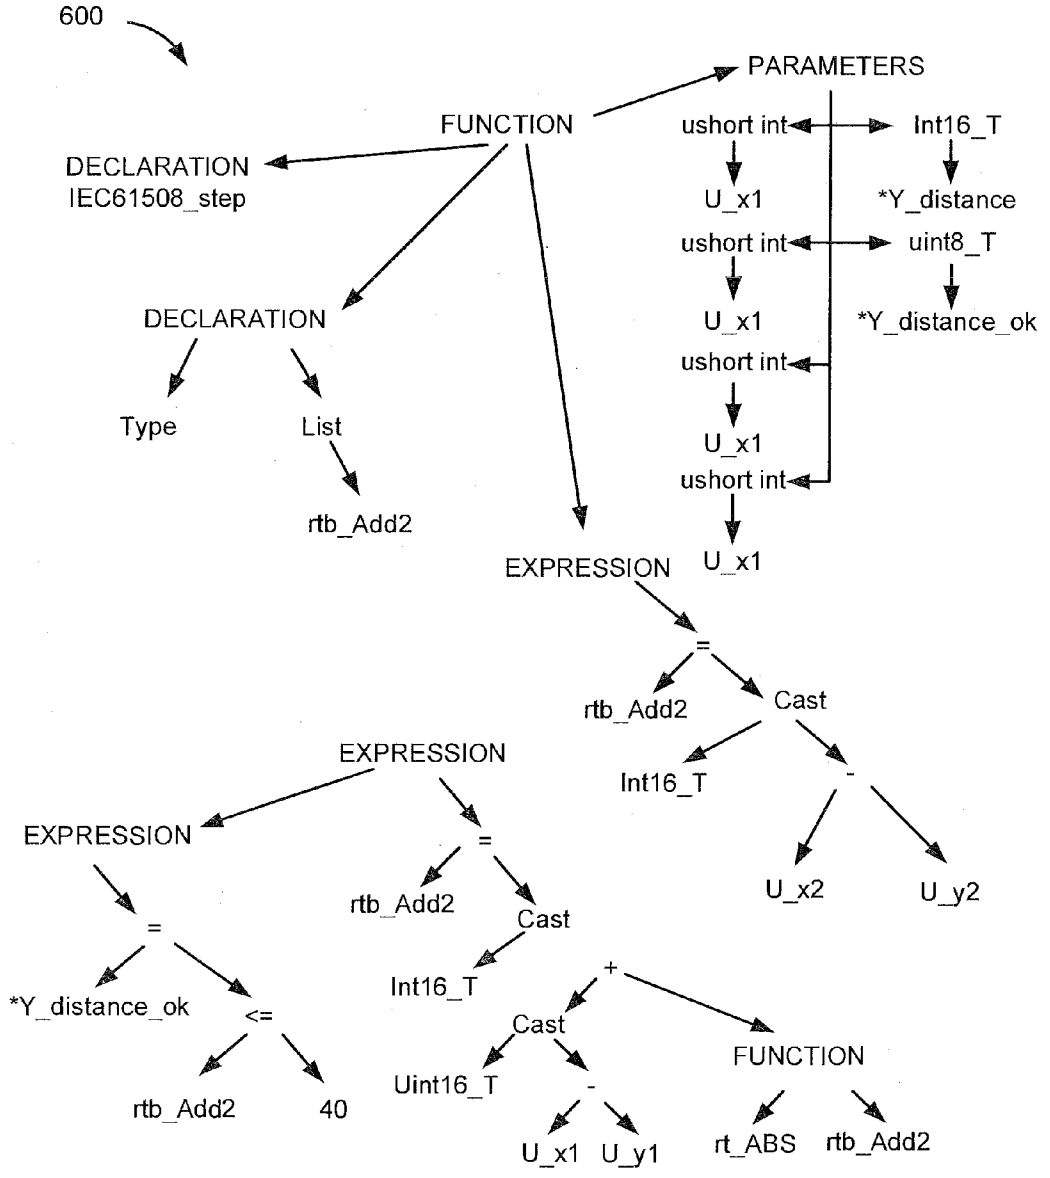 600
PARAMETERS
FUNCTION
ushort int Int16_T
DECLARATION
IEC61508_step
U_x1 *Y_distance
ushort int uint8_T
DECLARATION
U_x1 *Y_distance_ok
ushort int
Type List
U_x1
ushort int
rtb_Add2
U_x1
EXPRESSION
=
rtb_Add2 Cast
EXPRESSION
Int16_T -
EXPRESSION
=
U_x2 U_y2
rtb_Add2
Cast
=
+
Int16_T
*Y_distance_ok <=
Cast
FUNCTION
Uint16_T -
rtb_Add2 40
U_x1 U_y1 rt_ABS rtb_Add2